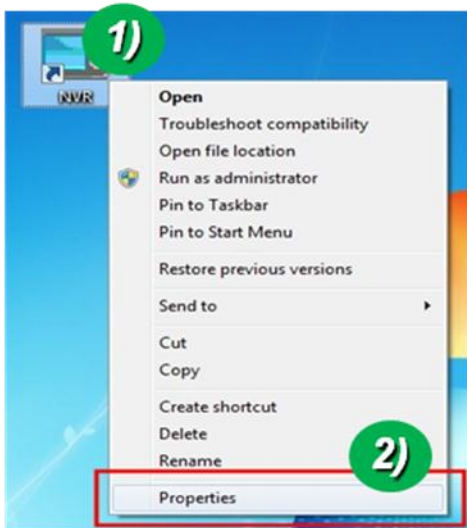 1)
NVR
Open
Troubleshoot compatibility
Open file location
Run as administrator
Pin to Taskbar
Pin to Start Menu
Restore previous versions
Send to
Cut
Copy
Create shortcut
Delete
Rename
2)
Properties